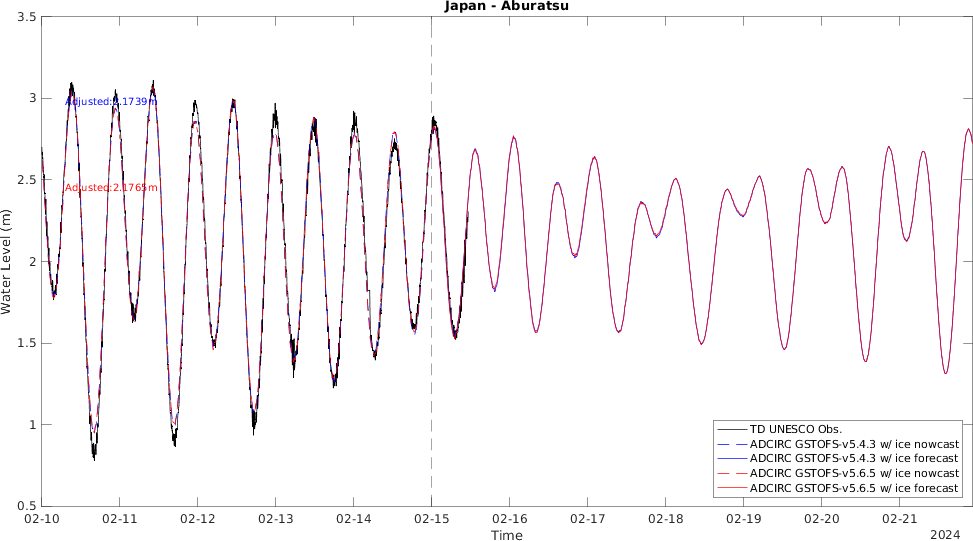 Japan - Aburatsu
3.5
3
2.5
2
1.5
1
0.5
Water Level (m)
Adjusted:2.1739m
Adjusted:2.1765m
TD UNESCO Obs.
ADCIRC GSTOFS-v5.4.3 w/ ice nowcast
ADCIRC GSTOFS-v5.4.3 w/ ice forecast
ADCIRC GSTOFS-v5.6.5 w/ ice nowcast
ADCIRC GSTOFS-v5.6.5 w/ ice forecast
02-10 02-11 02-12 02-13 02-14 02-15 02-16 02-17 02-18 02-19 02-20 02-21
Time
2024